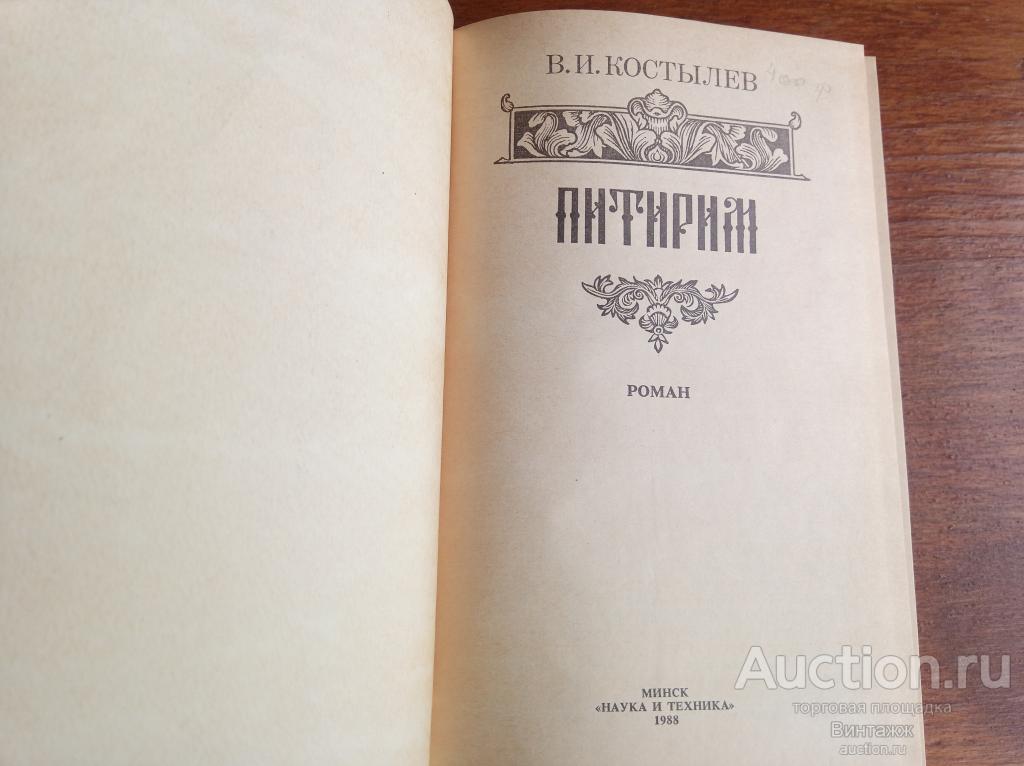 В.И.КОСТЫЛЕВ
ПИТИРИМ
РОМАН
МИНСК
«НАУКА И ТЕХНИКА»
1988
Auction.ru
торговая площадка
Винтажж
auction.ru